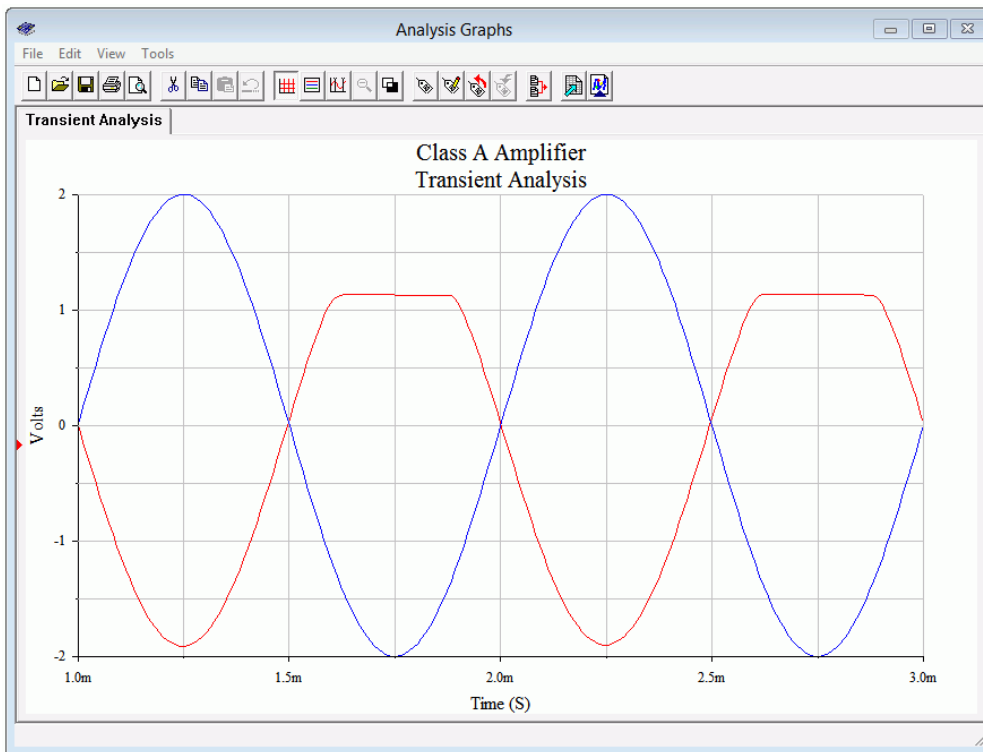 Analysis Graphs
File Edit View Tools
Transient Analysis
Class A Amplifier
Transient Analysis
2
1
0
-1
-2
Volts
1.0m 1.5m 2.0m 2.5m 3.0m
Time (S)